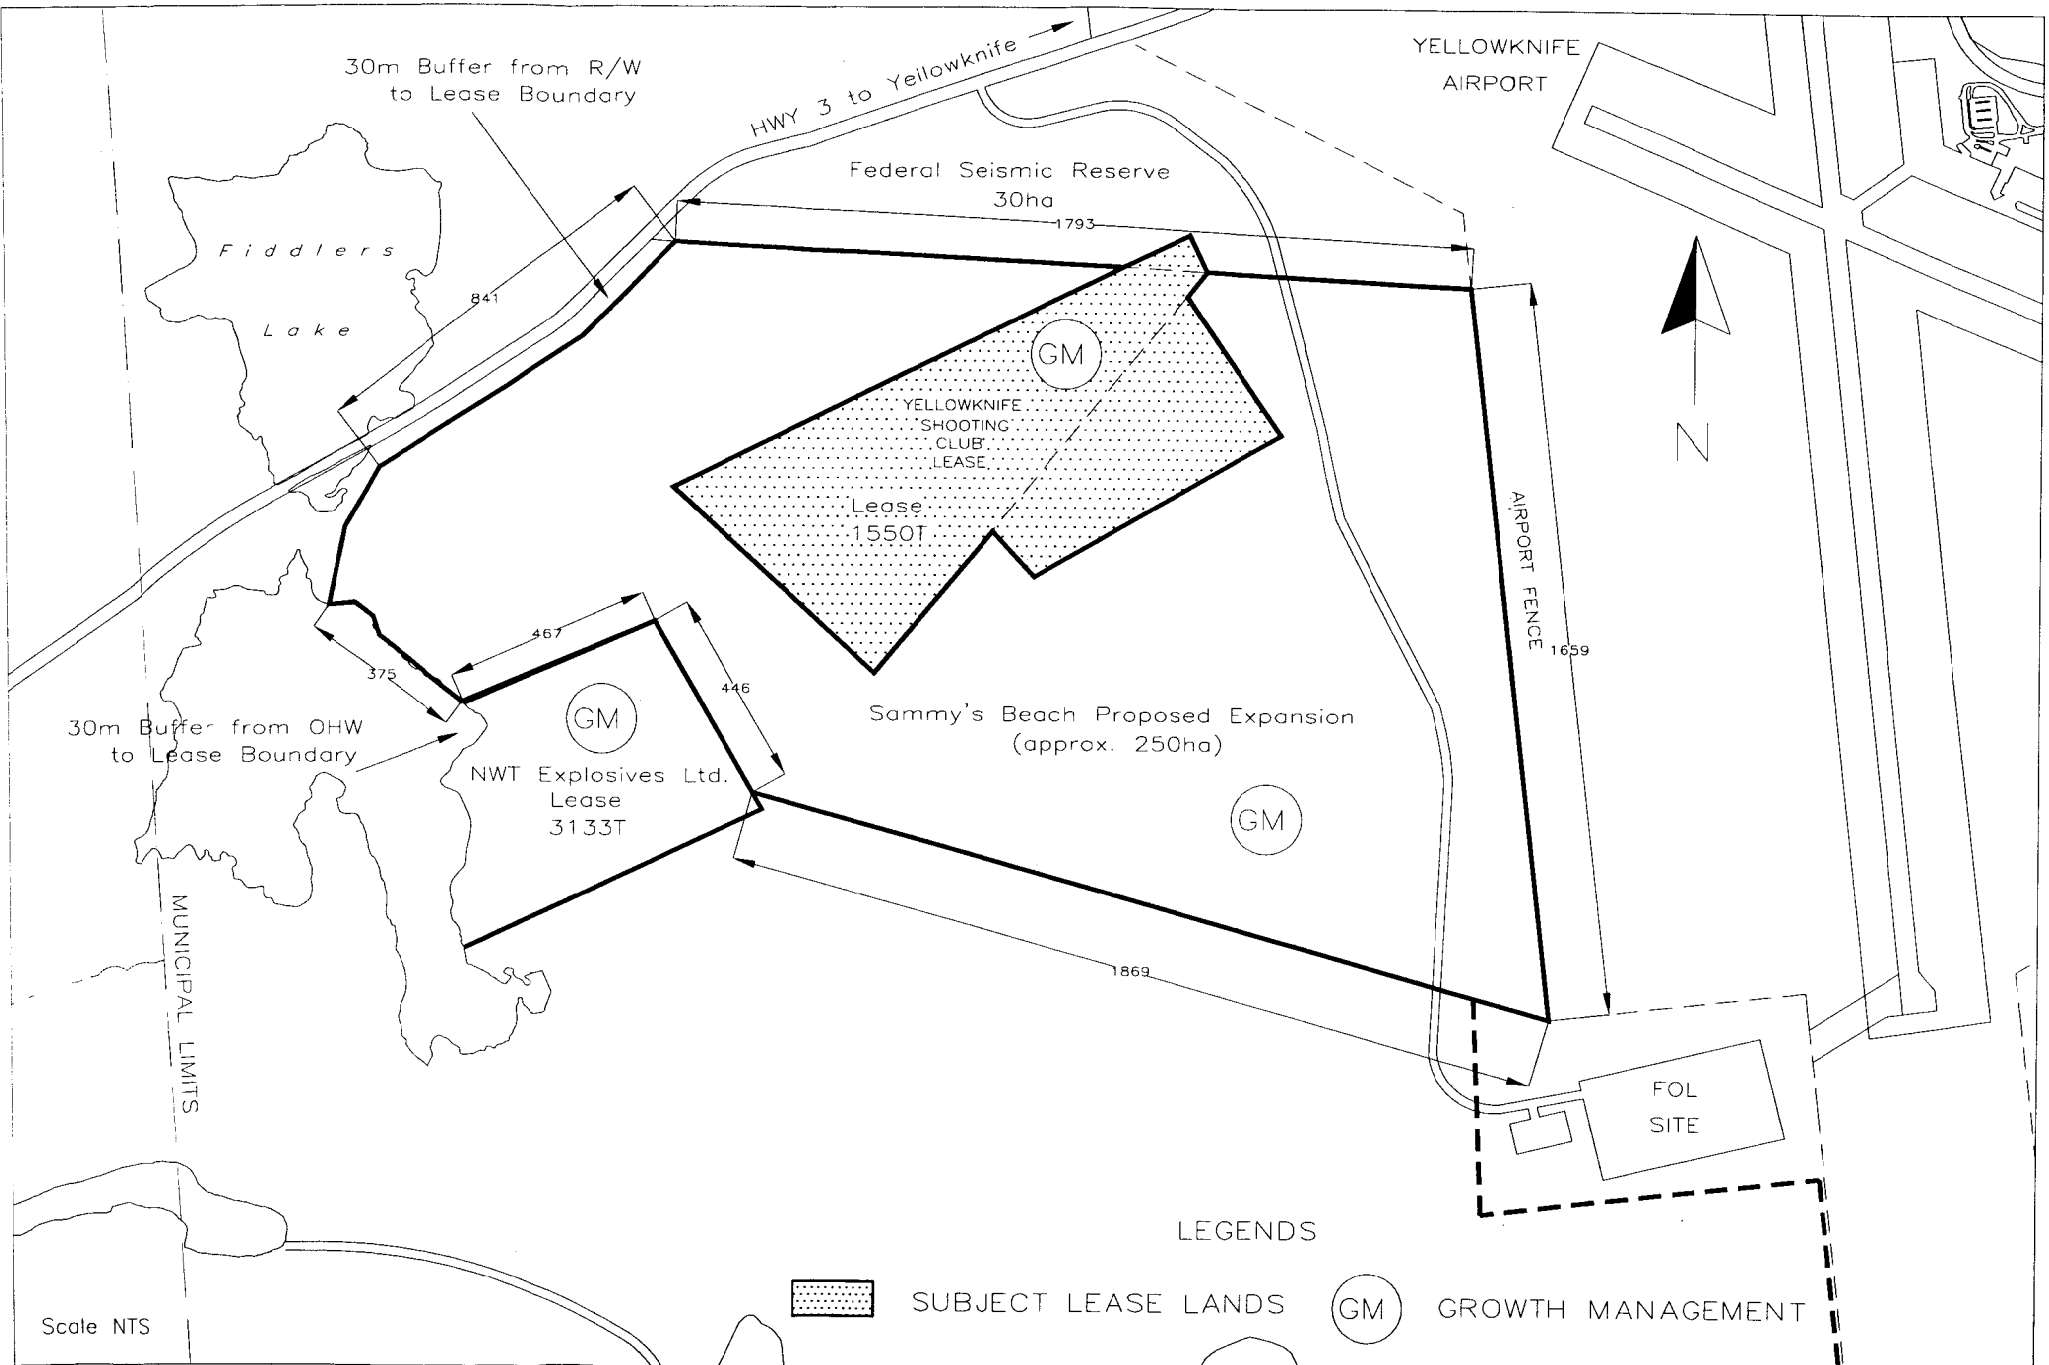 30m Buffer from R/W
to Lease Boundary
HWY 3 to Yellowknife
YELLOWKNIFE
AIRPORT
Federal Seismic Reserve
30ha
1793
Fiddlers
Lake
841
GM
YELLOWKNIFE
SHOOTING
CLUB
LEASE
Lease
1550T
N
AIRPORT FENCE
1659
467
375
446
30m Buffer from OHW
to Lease Boundary
GM
NWT Explosives Ltd.
Lease
3133T
Sammy's Beach Proposed Expansion
(approx. 250ha)
GM
1869
MUNICIPAL LIMITS
FOL
SITE
LEGENDS
SUBJECT LEASE LANDS
GM GROWTH MANAGEMENT
Scale NTS